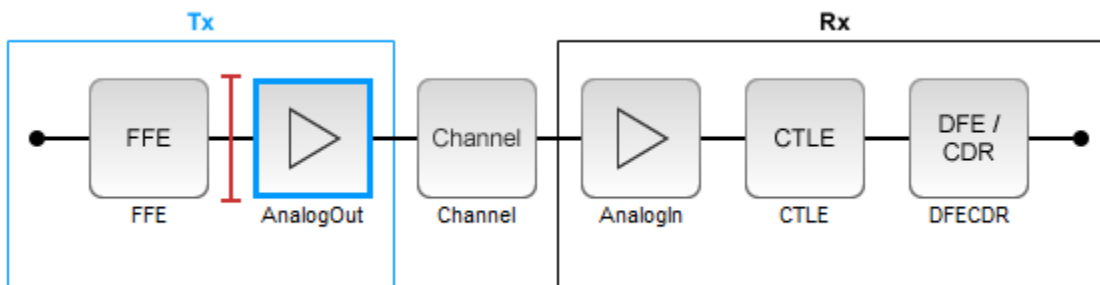 Tx
Rx
FFE
Channel
CTLE
DFE /
CDR
FFE
AnalogOut
Channel
AnalogIn
CTLE
DFECDR